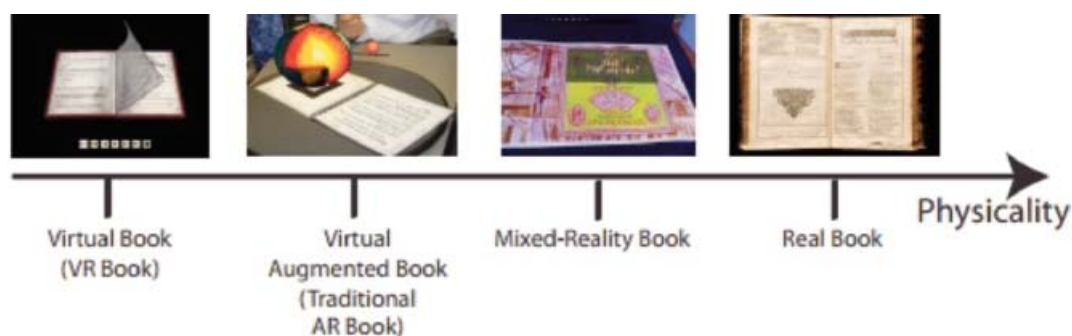 Physicality
Virtual Book
(VR Book)
Virtual
Augmented Book
(Traditional
AR Book)
Mixed-Reality Book
Real Book